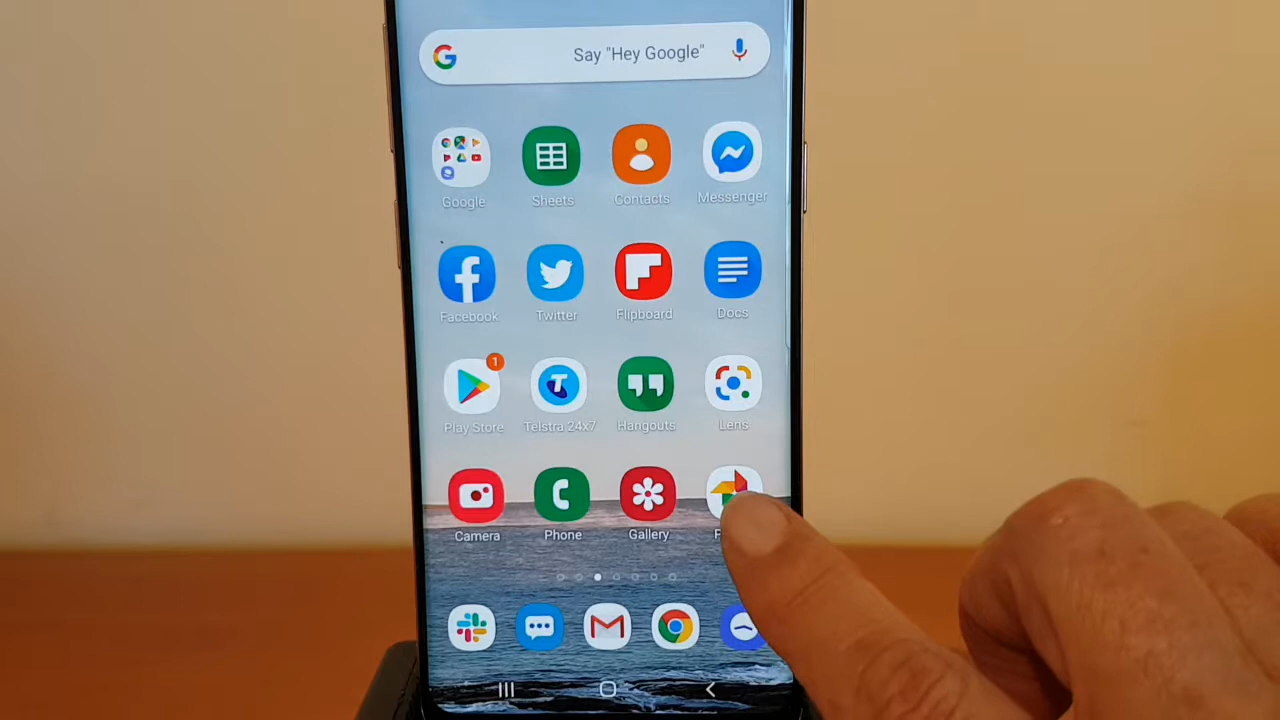 Say "Hey Google"
Google Sheets Contacts Messenger
Facebook Twitter Flipboard Docs
1
Play Store Telstra 24x7 Hangouts Lens
Camera Phone Gallery